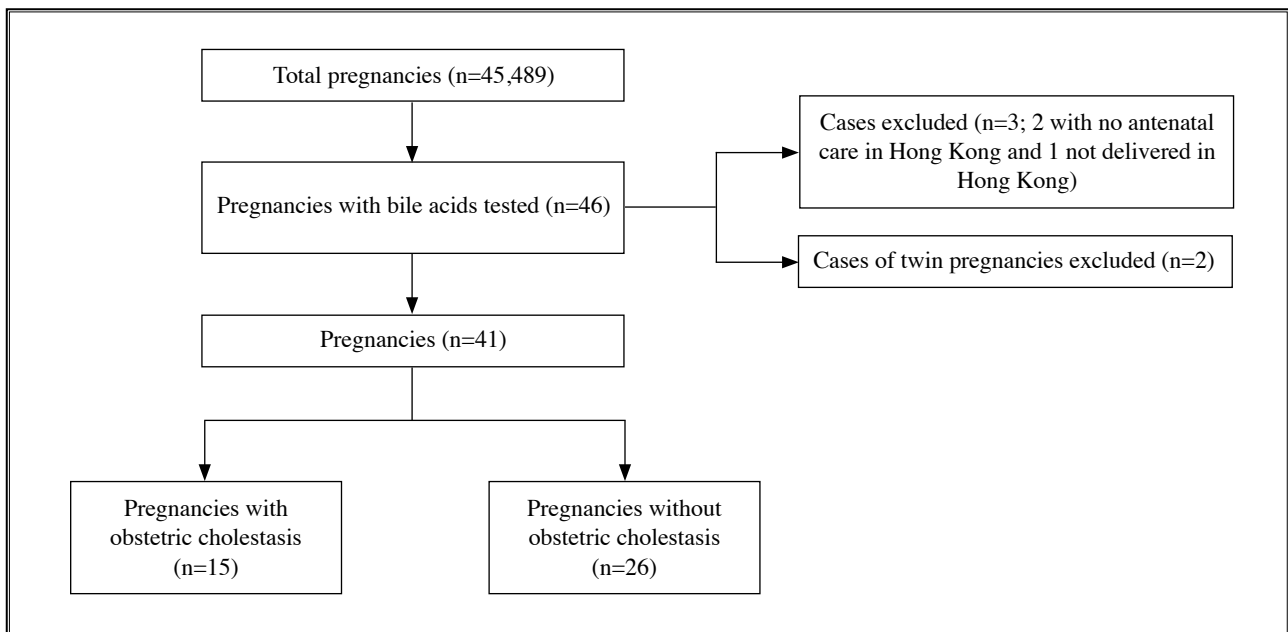 Total pregnancies (n=45,489)
Cases excluded (n=3; 2 with no antenatal
care in Hong Kong and 1 not delivered in
Hong Kong)
Pregnancies with bile acids tested (n=46)
Cases of twin pregnancies excluded (n=2)
Pregnancies (n=41)
Pregnancies with
obstetric cholestasis
(n=15)
Pregnancies without
obstetric cholestasis
(n=26)